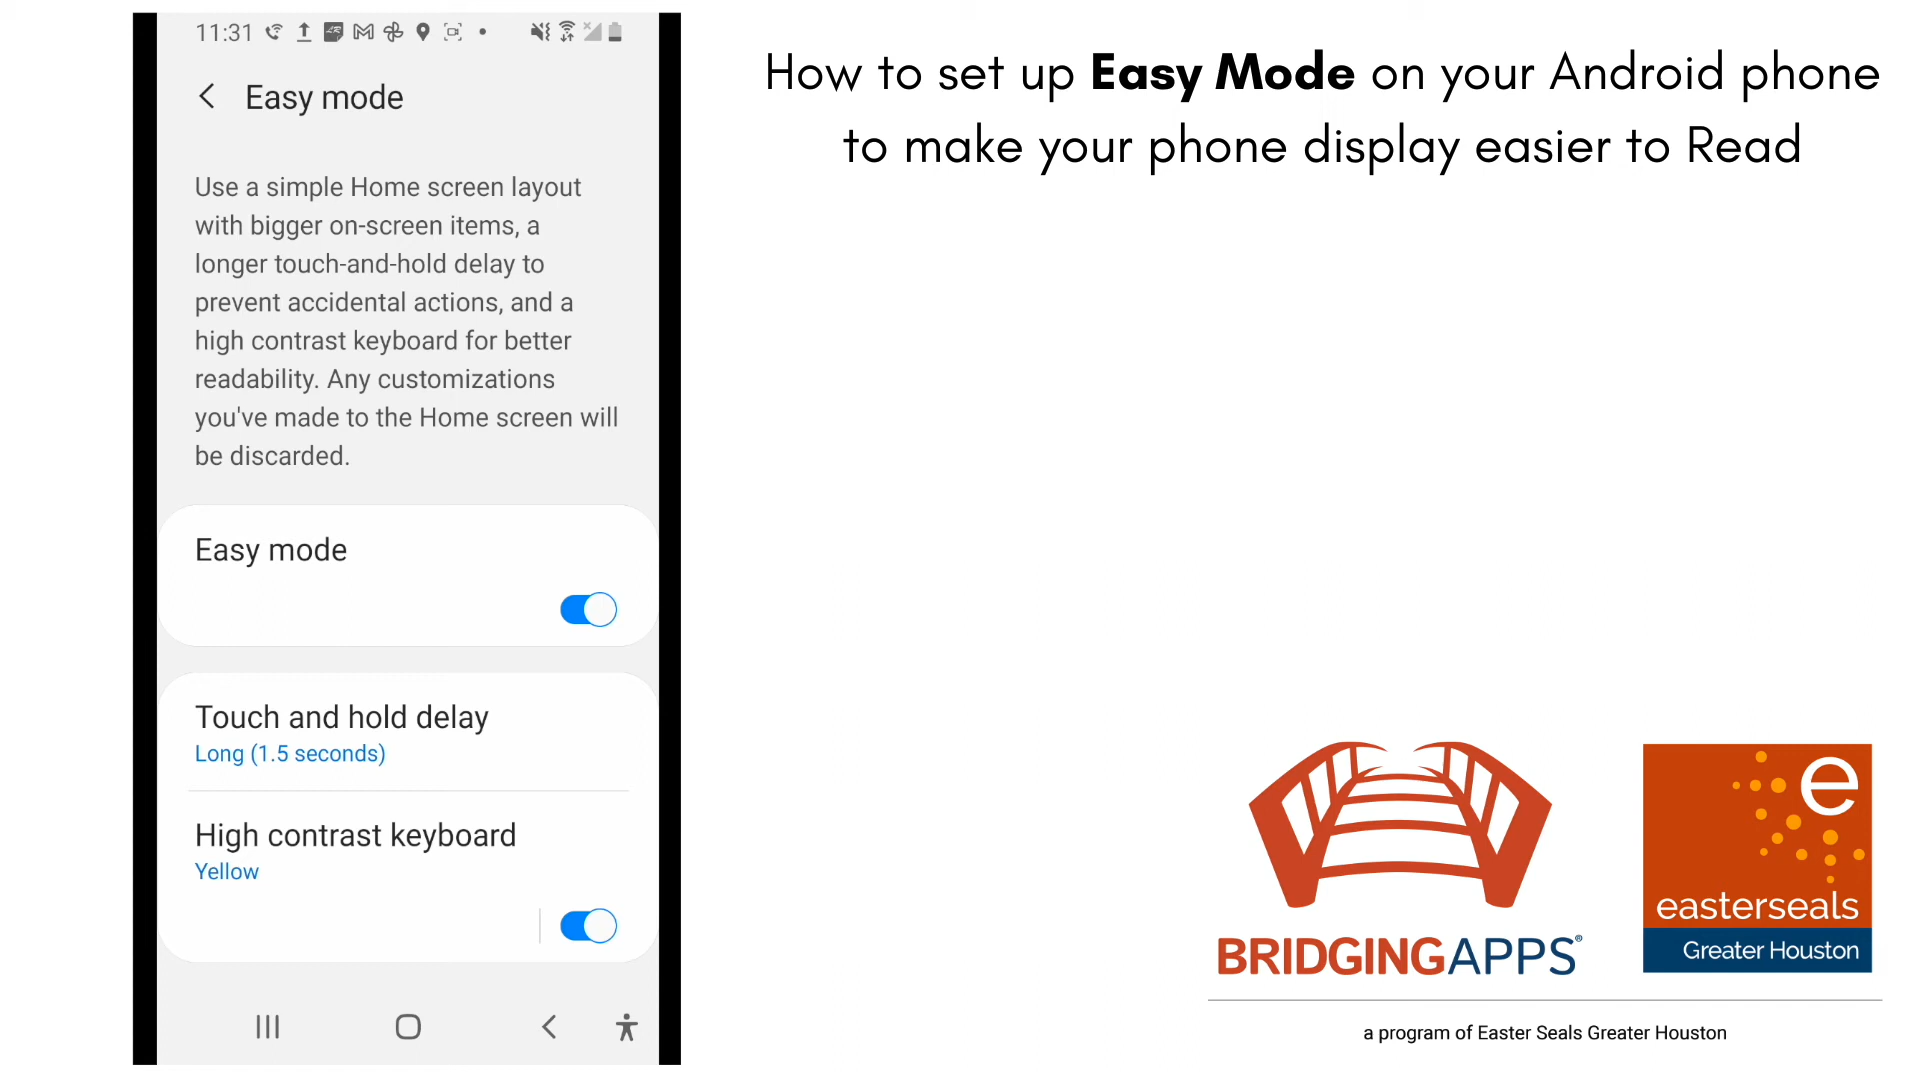 11:31
Easy mode
Use a simple Home screen layout
with bigger on-screen items, a
longer touch-and-hold delay to
prevent accidental actions, and a
high contrast keyboard for better
readability. Any customizations
you've made to the Home screen will
be discarded.
Easy mode
Touch and hold delay
Long (1.5 seconds)
High contrast keyboard
Yellow
How to set up Easy Mode on your Android phone
to make your phone display easier to Read
BRIDGINGAPPS®
e
easterseals
Greater Houston
a program of Easter Seals Greater Houston